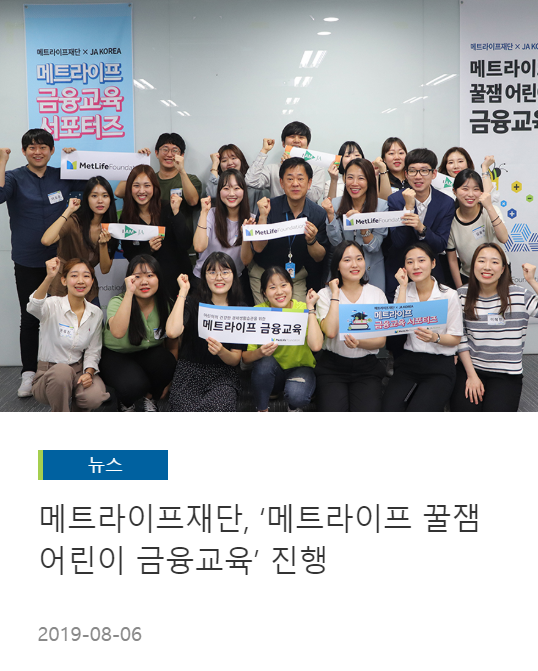 메트라이프재단 × JA KOREA
메트라이프
금융교육
서포터즈
메트라이프재단 × JA KOREA
메트라이
꿀잼 어린이
금융교육
MetLife Foundation
MetLife Foundation
MetLife Foundation
메트라이프 금융교육
메트라이프재단 × JA KOREA
메트라이프
금융교육 서포터즈
뉴스
메트라이프재단, ‘메트라이프 꿀잼
어린이 금융교육’ 진행
2019-08-06